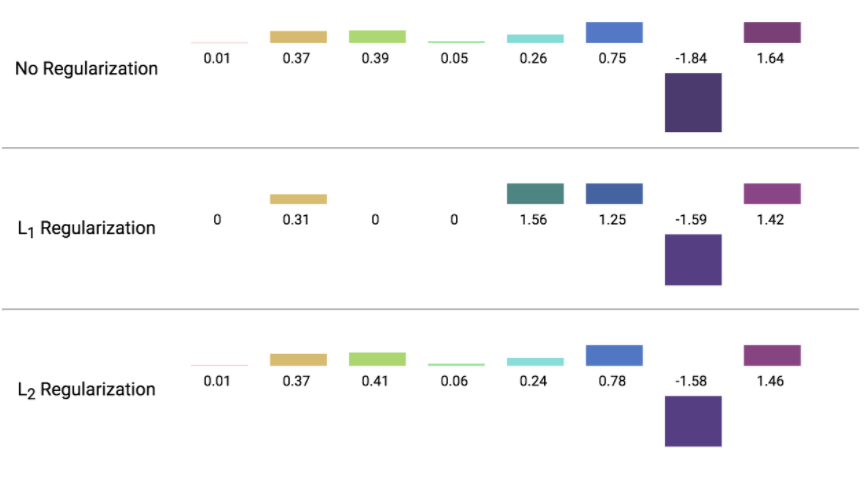 0.01 0.37 0.39 0.05 0.26 0.75 -1.84 1.64
No Regularization
0 0.31 0 0 1.56 1.25 -1.59 1.42
L1 Regularization
0.01 0.37 0.41 0.06 0.24 0.78 -1.58 1.46
L2 Regularization